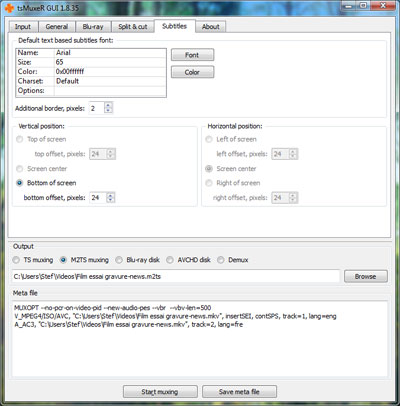 tsMuxeR GUI 1.8.35
Input General Blu-ray Split & cut Subtitles About
Default text based subtitles font:
Name: Arial
Size: 65
Color: 0x00ffffff
Charset: Default
Options:
Font
Color
Additional border, pixels: 2
Vertical position:
Top of screen
top offset, pixels: 24
Screen center
Bottom of screen
bottom offset, pixels: 24
Horizontal position:
Left of screen
left offset, pixels: 24
Screen center
Right of screen
right offset, pixels: 24
Output
TS muxing M2TS muxing Blu-ray disk AVCHD disk Demux
C:\Users\Stef\Videos\Film essai gravure-news.m2ts
Browse
Meta file
MUXOPT --no-pcr-on-video-pid --new-audio-pes --vbr --vbv-len=500
V_MPEG4/ISO/AVC, "C:\Users\Stef\Videos\Film essai gravure-news.mkv", insertSEI, contSPS, track=1, lang=eng
A_AC3, "C:\Users\Stef\Videos\Film essai gravure-news.mkv", track=2, lang=fre
Start muxing Save meta file